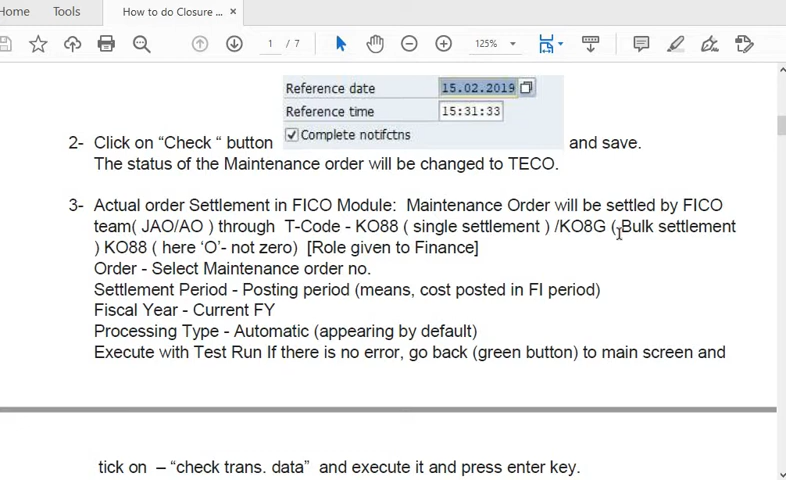 Home
Tools
How to do Closure ...
×
1 / 7
125%
Reference date 15.02.2019
Reference time 15:31:33
Complete notifctns
2- Click on “Check “ button and save.
The status of the Maintenance order will be changed to TECO.
3- Actual order Settlement in FICO Module: Maintenance Order will be settled by FICO
team( JAO/AO ) through T-Code - KO88 ( single settlement ) /KO8G ( Bulk settlement
) KO88 ( here ‘O’- not zero) [Role given to Finance]
Order - Select Maintenance order no.
Settlement Period - Posting period (means, cost posted in FI period)
Fiscal Year - Current FY
Processing Type - Automatic (appearing by default)
Execute with Test Run If there is no error, go back (green button) to main screen and
tick on – “check trans. data” and execute it and press enter key.